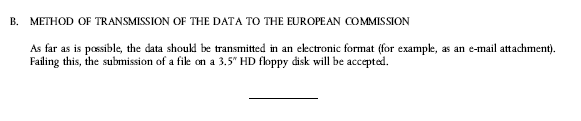 B. METHOD OF TRANSMISSION OF THE DATA TO THE EUROPEAN COMMISSION
As far as is possible, the data should be transmitted in an electronic format (for example, as an e-mail attachment).
Failing this, the submission of a file on a 3.5″ HD floppy disk will be accepted.